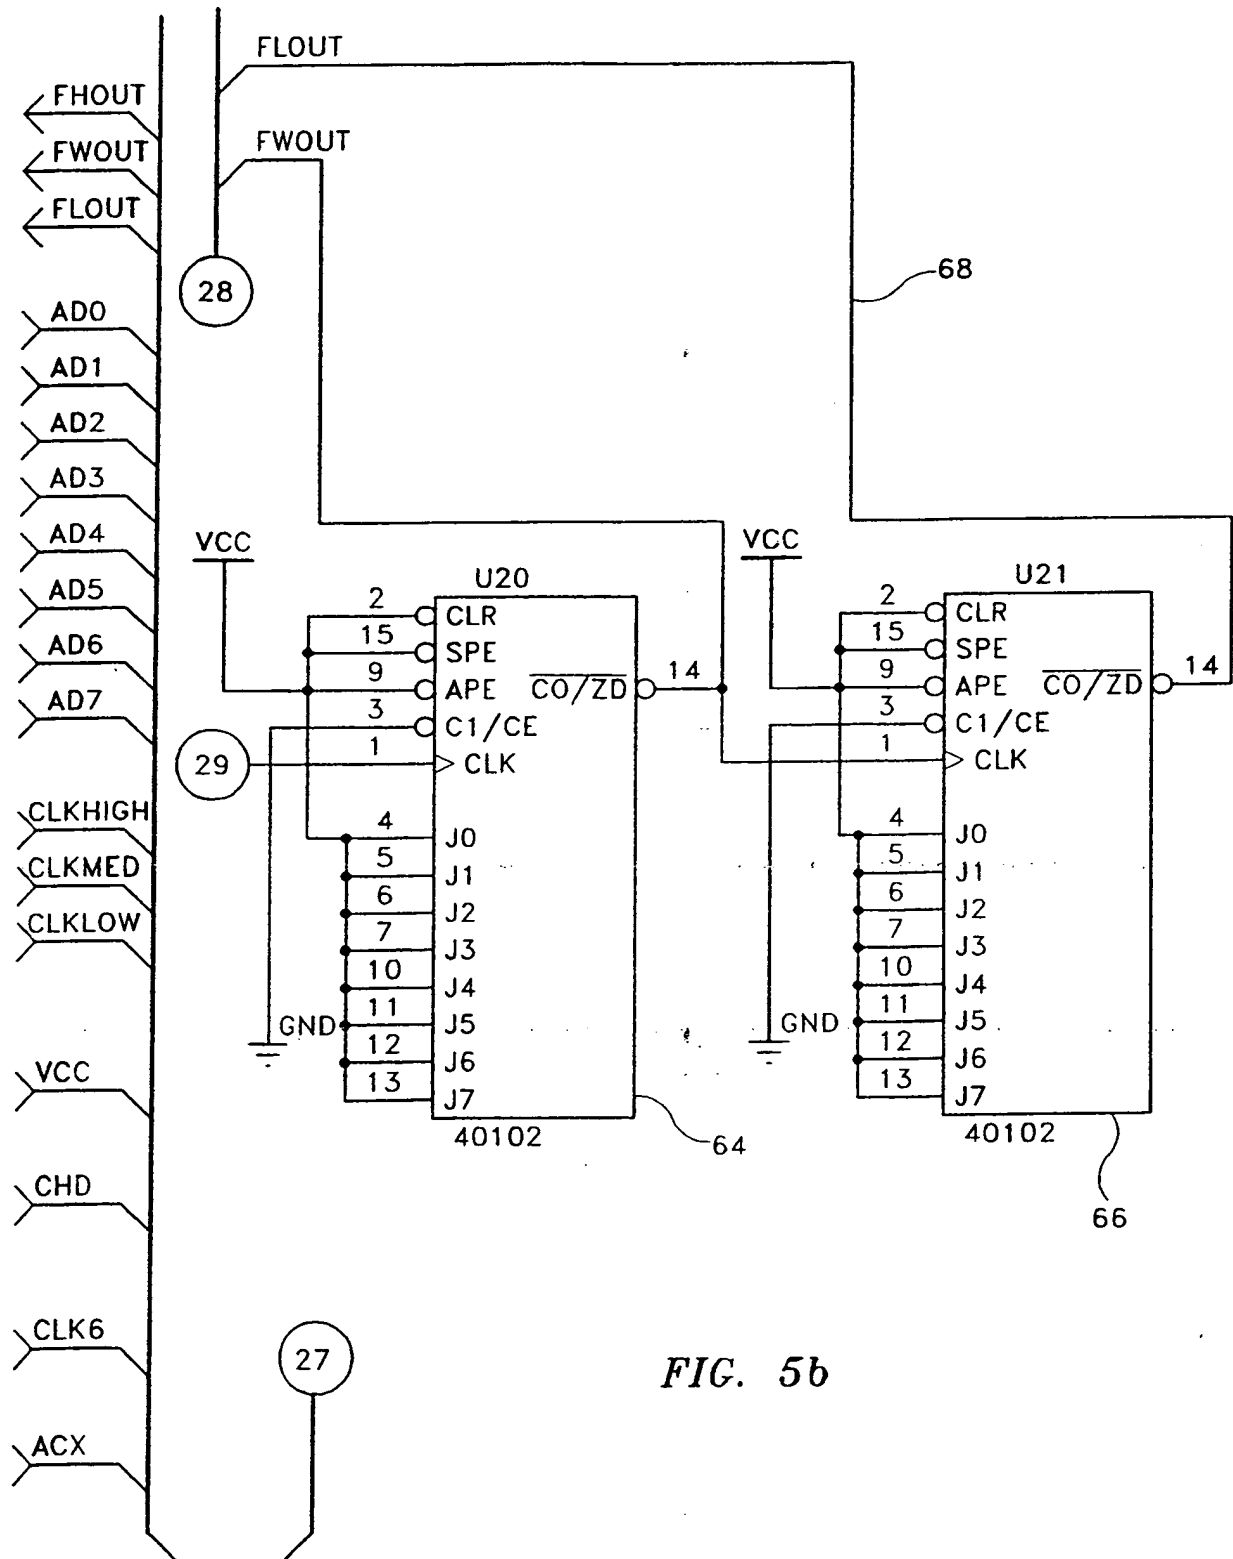 FLOUT
FHOUT
FWOUT
FWOUT
FLOUT
28
68
AD0
AD1
AD2
AD3
AD4
AD5
AD6
AD7
CLKHIGH
CLKMED
CLKLOW
VCC
CHD
CLK6
ACX
VCC
U20
2 CLR
15 SPE
9 APE
3 C1/CE
1 CLK
CO/ZD 14
29
4 J0
5 J1
6 J2
7 J3
10 J4
11 J5
12 J6
13 J7
GND
40102
64
VCC
U21
2 CLR
15 SPE
9 APE
3 C1/CE
1 CLK
CO/ZD 14
4 J0
5 J1
6 J2
7 J3
10 J4
11 J5
12 J6
13 J7
GND
40102
66
27
FIG. 5b